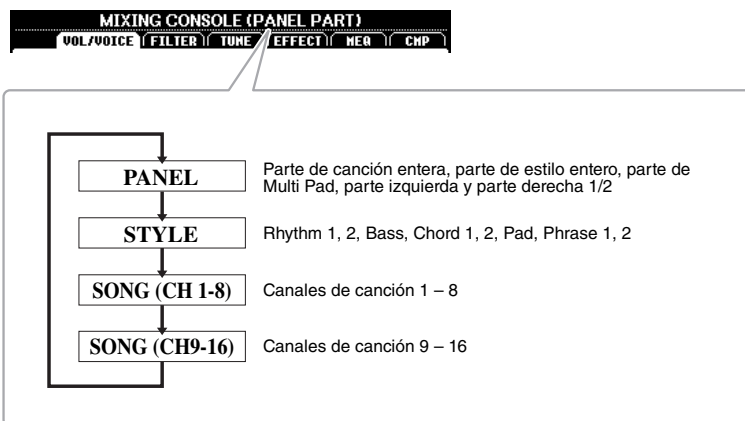 MIXING CONSOLE (PANEL PART)
VOL/VOICE FILTER TUNE EFFECT MEQ CMP
PANEL
Parte de canción entera, parte de estilo entero, parte de
Multi Pad, parte izquierda y parte derecha 1/2
STYLE
Rhythm 1, 2, Bass, Chord 1, 2, Pad, Phrase 1, 2
SONG (CH 1-8)
Canales de canción 1 – 8
SONG (CH9-16)
Canales de canción 9 – 16